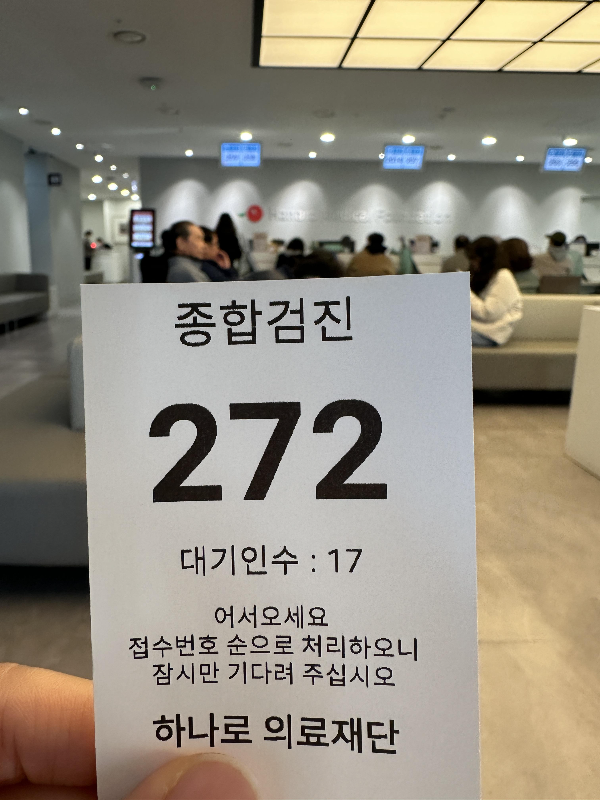 종합검진
272
대기인수 : 17
어서오세요
접수번호 순으로 처리하오니
잠시만 기다려 주십시오
하나로 의료재단